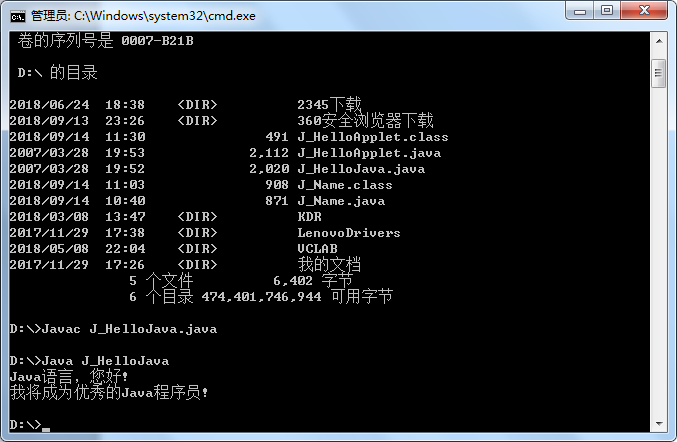 管理员: C:\Windows\system32\cmd.exe
卷的序列号是 0007-B21B
D:\ 的目录
2018/06/24  18:38    <DIR>          2345下载
2018/09/13  23:26    <DIR>          360安全浏览器下载
2018/09/14  11:30               491 J_HelloApplet.class
2007/03/28  19:53             2,112 J_HelloApplet.java
2007/03/28  19:52             2,020 J_HelloJava.java
2018/09/14  11:03               908 J_Name.class
2018/09/14  10:40               871 J_Name.java
2018/03/08  13:47    <DIR>          KDR
2017/11/29  17:38    <DIR>          LenovoDrivers
2018/05/08  22:04    <DIR>          VCLAB
2017/11/29  17:26    <DIR>          我的文档
5 个文件          6,402 字节
6 个目录 474,401,746,944 可用字节
D:\>Javac J_HelloJava.java
D:\>Java J_HelloJava
Java语言，您好!
我将成为优秀的Java程序员!
D:\>_